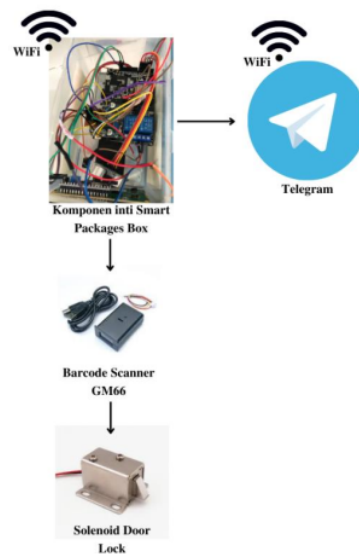 WiFi
WiFi
Komponen inti Smart
Packages Box
Telegram
Barcode Scanner
GM66
Solenoid Door
Lock